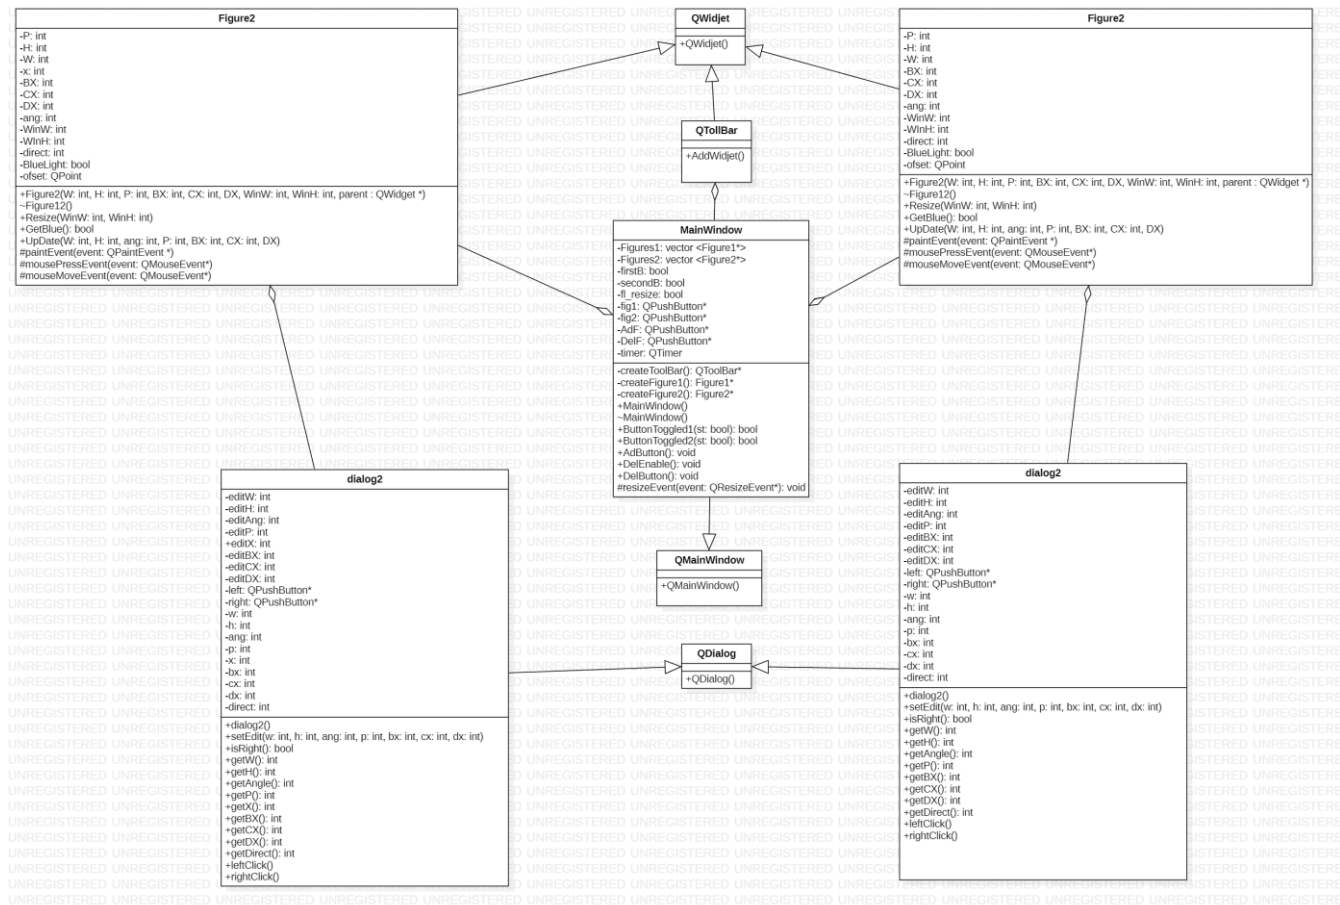 Figure2
-P: int
-H: int
-W: int
-x: int
-BX: int
-CX: int
-DX: int
-ang: int
-WinW: int
-WInH: int
-direct: int
-BlueLight: bool
-ofset: QPoint
+Figure2(W: int, H: int, P: int, BX: int, CX: int, DX, WinW: int, WinH: int, parent : QWidget *)
~Figure12()
+Resize(WinW: int, WinH: int)
+GetBlue(): bool
+UpDate(W: int, H: int, ang: int, P: int, BX: int, CX: int, DX)
#paintEvent(event: QPaintEvent *)
#mousePressEvent(event: QMouseEvent*)
#mouseMoveEvent(event: QMouseEvent*)
QWidjet
+QWidjet()
QTollBar
+AddWidjet()
Figure2
-P: int
-H: int
-W: int
-BX: int
-CX: int
-DX: int
-ang: int
-WinW: int
-WInH: int
-direct: int
-BlueLight: bool
-ofset: QPoint
+Figure2(W: int, H: int, P: int, BX: int, CX: int, DX, WinW: int, WinH: int, parent : QWidget *)
~Figure12()
+Resize(WinW: int, WinH: int)
+GetBlue(): bool
+UpDate(W: int, H: int, ang: int, P: int, BX: int, CX: int, DX)
#paintEvent(event: QPaintEvent *)
#mousePressEvent(event: QMouseEvent*)
#mouseMoveEvent(event: QMouseEvent*)
MainWindow
-Figures1: vector <Figure1*>
-Figures2: vector <Figure2*>
-firstB: bool
-secondB: bool
-fl_resize: bool
-fig1: QPushButton*
-fig2: QPushButton*
-AdF: QPushButton*
-DelF: QPushButton*
-timer: QTimer
-createToolBar(): QToolBar*
-createFigure1(): Figure1*
-createFigure2(): Figure2*
+MainWindow()
~MainWindow()
+ButtonToggled1(st: bool): bool
+ButtonToggled2(st: bool): bool
+AdButton(): void
+DelEnable(): void
+DelButton(): void
#resizeEvent(event: QResizeEvent*): void
dialog2
-editW: int
-editH: int
-editAng: int
-editP: int
+editX: int
-editBX: int
-editCX: int
-editDX: int
-left: QPushButton*
-right: QPushButton*
-w: int
-h: int
-ang: int
-p: int
-x: int
-bx: int
-cx: int
-dx: int
-direct: int
+dialog2()
+setEdit(w: int, h: int, ang: int, p: int, bx: int, cx: int, dx: int)
+isRight(): bool
+getW(): int
+getH(): int
+getAngle(): int
+getP(): int
+getX(): int
+getBX(): int
+getCX(): int
+getDX(): int
+getDirect(): int
+leftClick()
+rightClick()
QMainWindow
+QMainWindow()
QDialog
+QDialog()
dialog2
-editW: int
-editH: int
-editAng: int
-editP: int
-editBX: int
-editCX: int
-editDX: int
-left: QPushButton*
-right: QPushButton*
-w: int
-h: int
-ang: int
-p: int
-bx: int
-cx: int
-dx: int
-direct: int
+dialog2()
+setEdit(w: int, h: int, ang: int, p: int, bx: int, cx: int, dx: int)
+isRight(): bool
+getW(): int
+getH(): int
+getAngle(): int
+getP(): int
+getBX(): int
+getCX(): int
+getDX(): int
+getDirect(): int
+leftClick()
+rightClick()